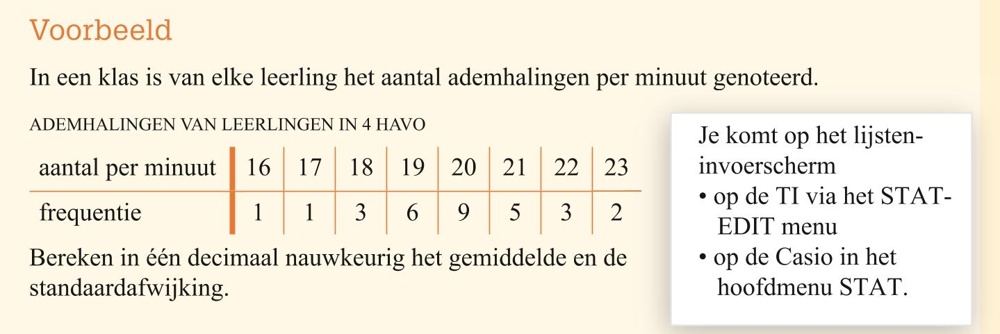 Voorbeeld
In een klas is van elke leerling het aantal ademhalingen per minuut genoteerd.
ADEMHALINGEN VAN LEERLINGEN IN 4 HAVO
aantal per minuut 16 17 18 19 20 21 22 23
frequentie 1 1 3 6 9 5 3 2
Bereken in één decimaal nauwkeurig het gemiddelde en de
standaardafwijking.
Je komt op het lijsten-
invoerscherm
• op de TI via het STAT-
EDIT menu
• op de Casio in het
hoofdmenu STAT.